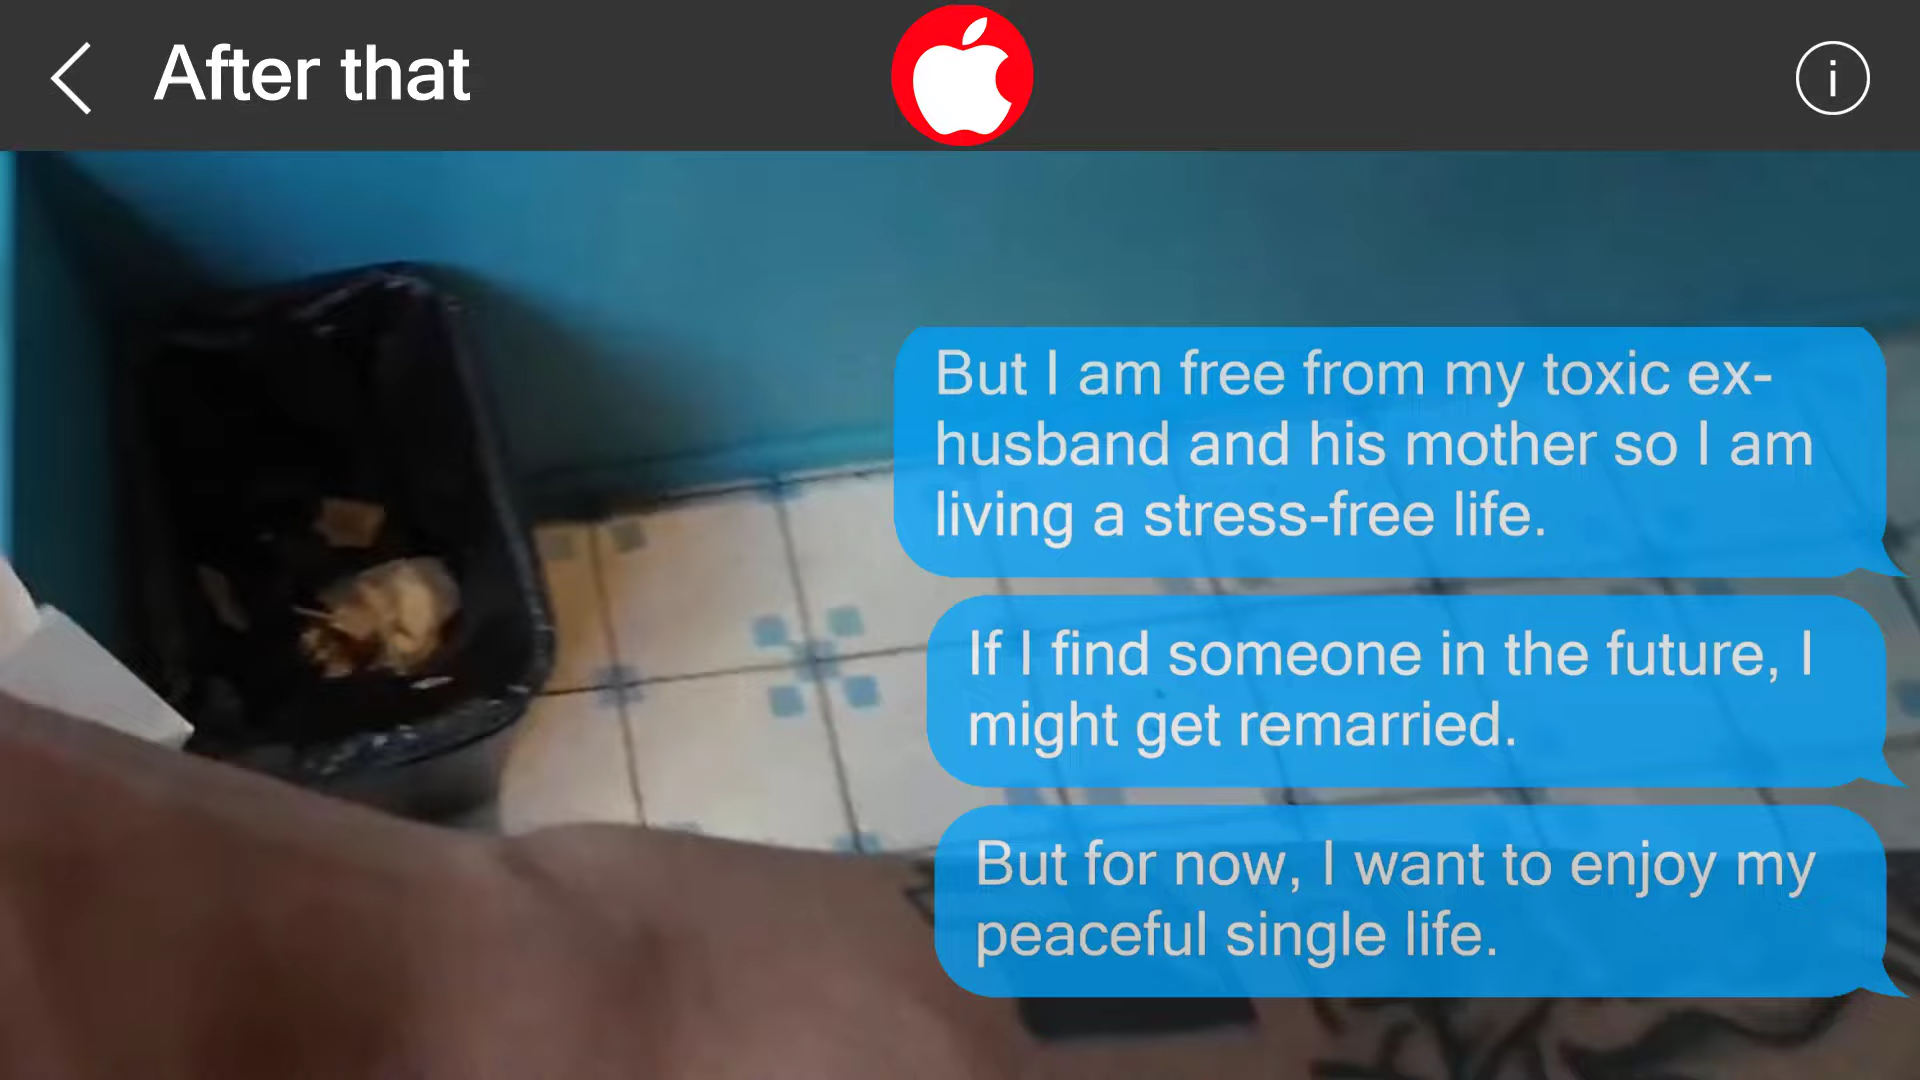 After that
i
But I am free from my toxic ex-
husband and his mother so I am
living a stress-free life.
If I find someone in the future, I
might get remarried.
But for now, I want to enjoy my
peaceful single life.